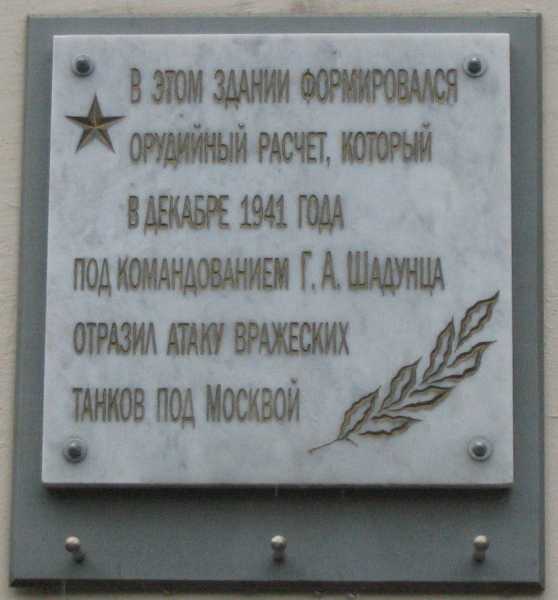 В ЭТОМ ЗДАНИИ ФОРМИРОВАЛСЯ
ОРУДИЙНЫЙ РАСЧЕТ, КОТОРЫЙ
В ДЕКАБРЕ 1941 ГОДА
ПОД КОМАНДОВАНИЕМ Г. А. ШАДУНЦА
ОТРАЗИЛ АТАКУ ВРАЖЕСКИХ
ТАНКОВ ПОД МОСКВОЙ